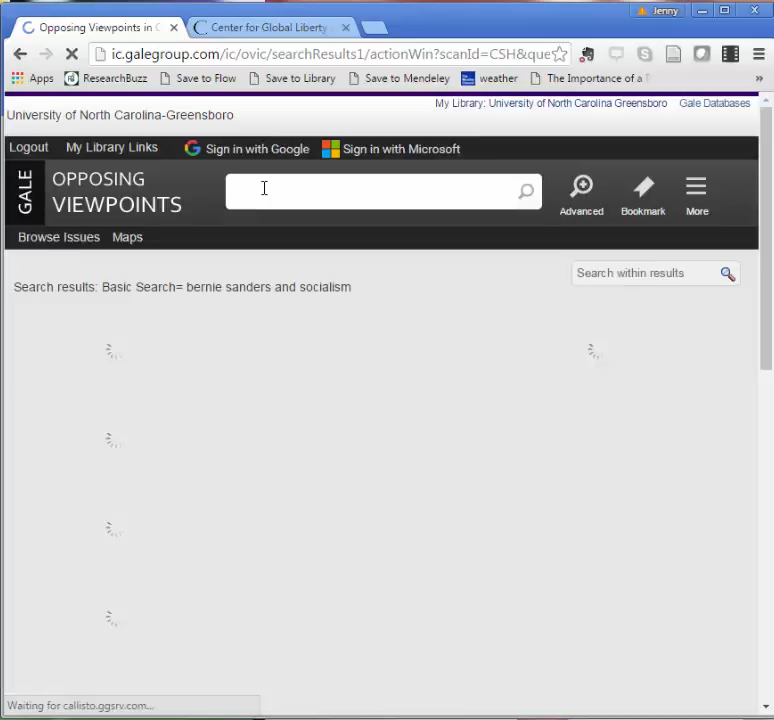 Jenny
Opposing Viewpoints in C
Center for Global Liberty
ic.galegroup.com/ic/ovic/searchResults1/actionWin?scanId=CSH&que
Apps ResearchBuzz Save to Flow Save to Library Save to Mendeley weather The Importance of a
My Library: University of North Carolina Greensboro Gale Databases
University of North Carolina-Greensboro
Logout My Library Links Sign in with Google Sign in with Microsoft
GALE
OPPOSING
VIEWPOINTS
Advanced Bookmark More
Browse Issues Maps
Search within results
Search results: Basic Search= bernie sanders and socialism
Waiting for callisto.ggsrv.com...